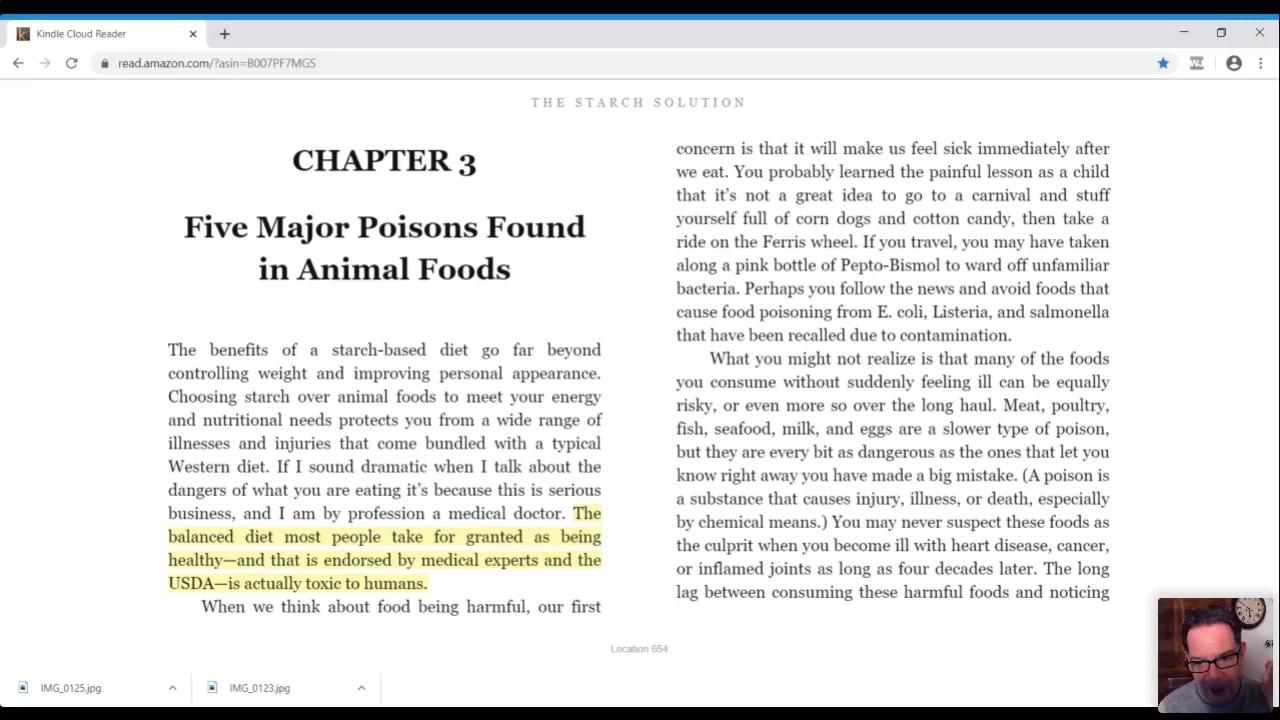 Kindle Cloud Reader
read.amazon.com/?asin=B007PF7MGS
THE STARCH SOLUTION
CHAPTER 3
Five Major Poisons Found
in Animal Foods
The benefits of a starch-based diet go far beyond
controlling weight and improving personal appearance.
Choosing starch over animal foods to meet your energy
and nutritional needs protects you from a wide range of
illnesses and injuries that come bundled with a typical
Western diet. If I sound dramatic when I talk about the
dangers of what you are eating it’s because this is serious
business, and I am by profession a medical doctor. The
balanced diet most people take for granted as being
healthy—and that is endorsed by medical experts and the
USDA—is actually toxic to humans.
When we think about food being harmful, our first
concern is that it will make us feel sick immediately after
we eat. You probably learned the painful lesson as a child
that it’s not a great idea to go to a carnival and stuff
yourself full of corn dogs and cotton candy, then take a
ride on the Ferris wheel. If you travel, you may have taken
along a pink bottle of Pepto-Bismol to ward off unfamiliar
bacteria. Perhaps you follow the news and avoid foods that
cause food poisoning from E. coli, Listeria, and salmonella
that have been recalled due to contamination.
What you might not realize is that many of the foods
you consume without suddenly feeling ill can be equally
risky, or even more so over the long haul. Meat, poultry,
fish, seafood, milk, and eggs are a slower type of poison,
but they are every bit as dangerous as the ones that let you
know right away you have made a big mistake. (A poison is
a substance that causes injury, illness, or death, especially
by chemical means.) You may never suspect these foods as
the culprit when you become ill with heart disease, cancer,
or inflamed joints as long as four decades later. The long
lag between consuming these harmful foods and noticing
Location 654
IMG_0125.jpg
IMG_0123.jpg